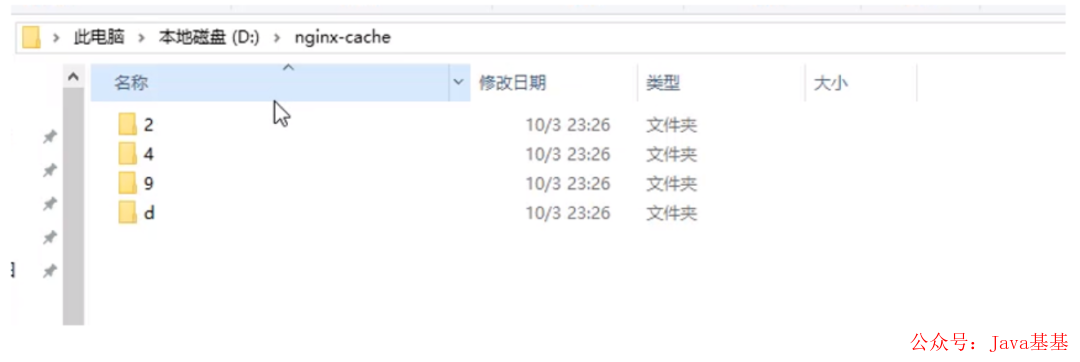 此电脑 > 本地磁盘 (D:) > nginx-cache
名称 修改日期 类型 大小
2 10/3 23:26 文件夹
4 10/3 23:26 文件夹
9 10/3 23:26 文件夹
d 10/3 23:26 文件夹
公众号：Java基基